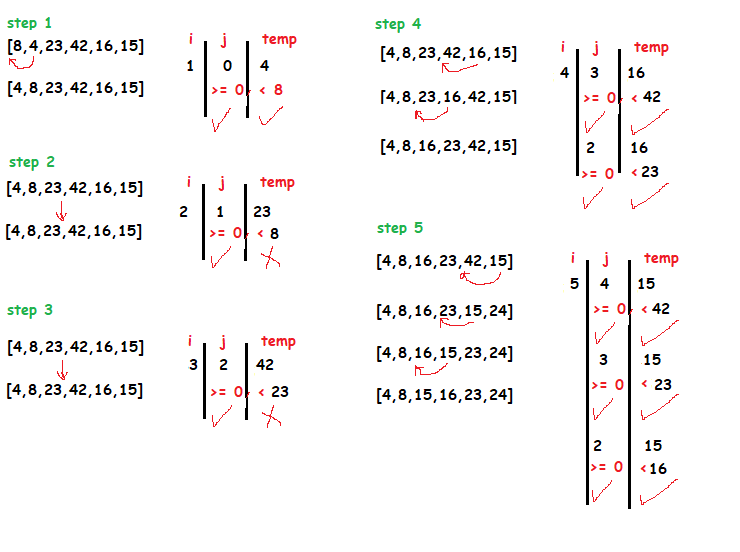 step 1
[8,4,23,42,16,15]
[4,8,23,42,16,15]
i j temp
1 0 4
>= 0, < 8
step 2
[4,8,23,42,16,15]
[4,8,23,42,16,15]
i j temp
2 1 23
>= 0, < 8
step 3
[4,8,23,42,16,15]
[4,8,23,42,16,15]
i j temp
3 2 42
>= 0, < 23
step 4
[4,8,23,42,16,15]
[4,8,23,16,42,15]
[4,8,16,23,42,15]
i j temp
4 3 16
>= 0, < 42
2 16
>= 0 < 23
step 5
[4,8,16,23,42,15]
[4,8,16,23,15,24]
[4,8,16,15,23,24]
[4,8,15,16,23,24]
i j temp
5 4 15
>= 0, < 42
3 15
>= 0 < 23
2 15
>= 0 <16